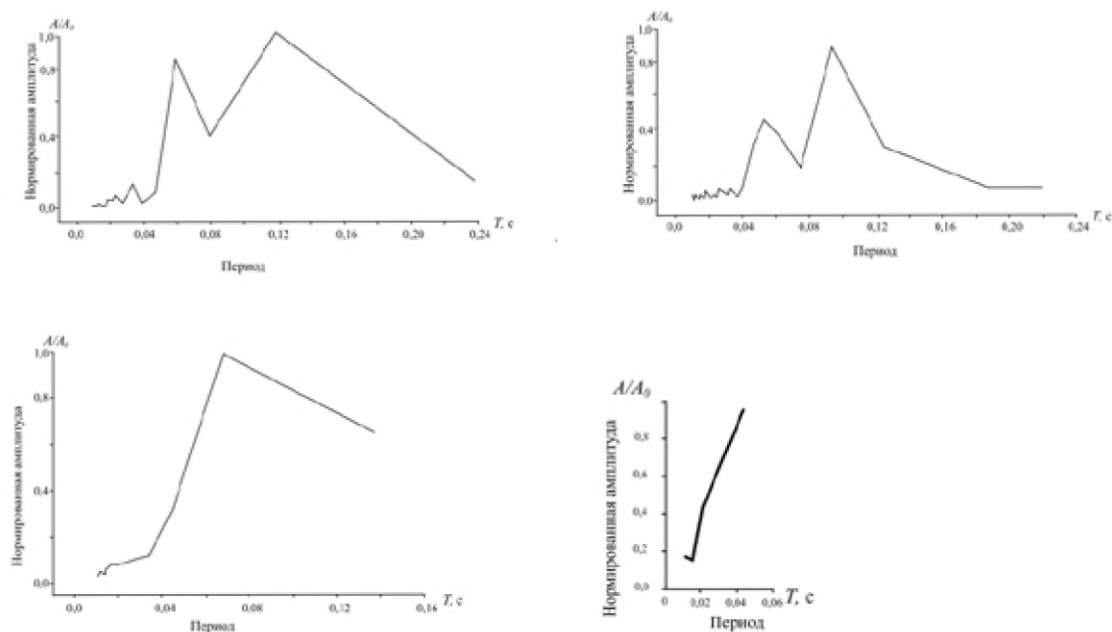 A/A₀
Нормированная амплитуда
1,0
0,8
0,4
0,0
0,0 0,04 0,08 0,12 0,16 0,20 0,24
T, с
Период
A/A₀
Нормированная амплитуда
1,0
0,8
0,4
0,0
0,0 0,04 0,08 0,12 0,16 0,20 0,24
T, с
Период
A/A₀
Нормированная амплитуда
1,0
0,8
0,4
0,0
0,0 0,04 0,08 0,12 0,16
T, с
Период
A/A₀
Нормированная амплитуда
0,8
0,6
0,4
0,2
0,0
0,02 0,04 0,06
T, с
Период